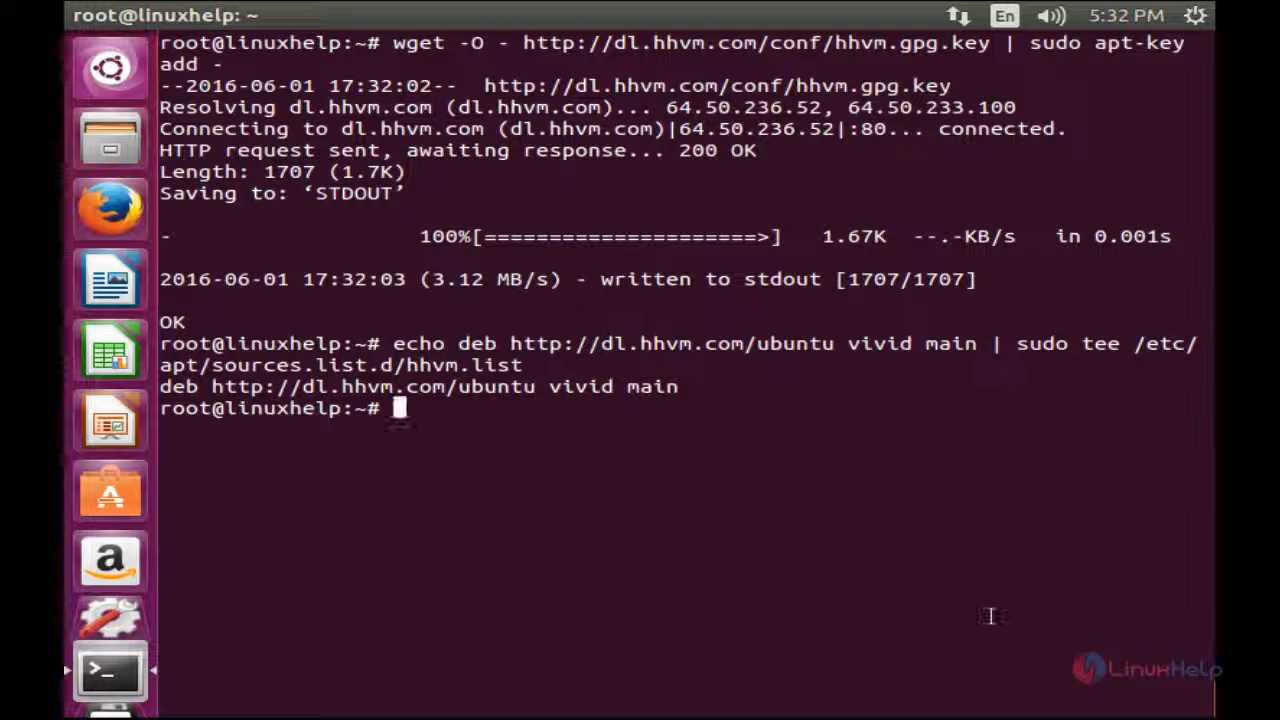 root@linuxhelp: ~
En
5:32 PM
root@linuxhelp:~# wget -O - http://dl.hhvm.com/conf/hhvm.gpg.key | sudo apt-key
add -
--2016-06-01 17:32:02--  http://dl.hhvm.com/conf/hhvm.gpg.key
Resolving dl.hhvm.com (dl.hhvm.com)... 64.50.236.52, 64.50.233.100
Connecting to dl.hhvm.com (dl.hhvm.com)|64.50.236.52|:80... connected.
HTTP request sent, awaiting response... 200 OK
Length: 1707 (1.7K)
Saving to: ‘STDOUT’
-                   100%[=====================>]   1.67K  --.-KB/s   in 0.001s
2016-06-01 17:32:03 (3.12 MB/s) - written to stdout [1707/1707]
OK
root@linuxhelp:~# echo deb http://dl.hhvm.com/ubuntu vivid main | sudo tee /etc/
apt/sources.list.d/hhvm.list
deb http://dl.hhvm.com/ubuntu vivid main
root@linuxhelp:~#
a
>_
LinuxHelp